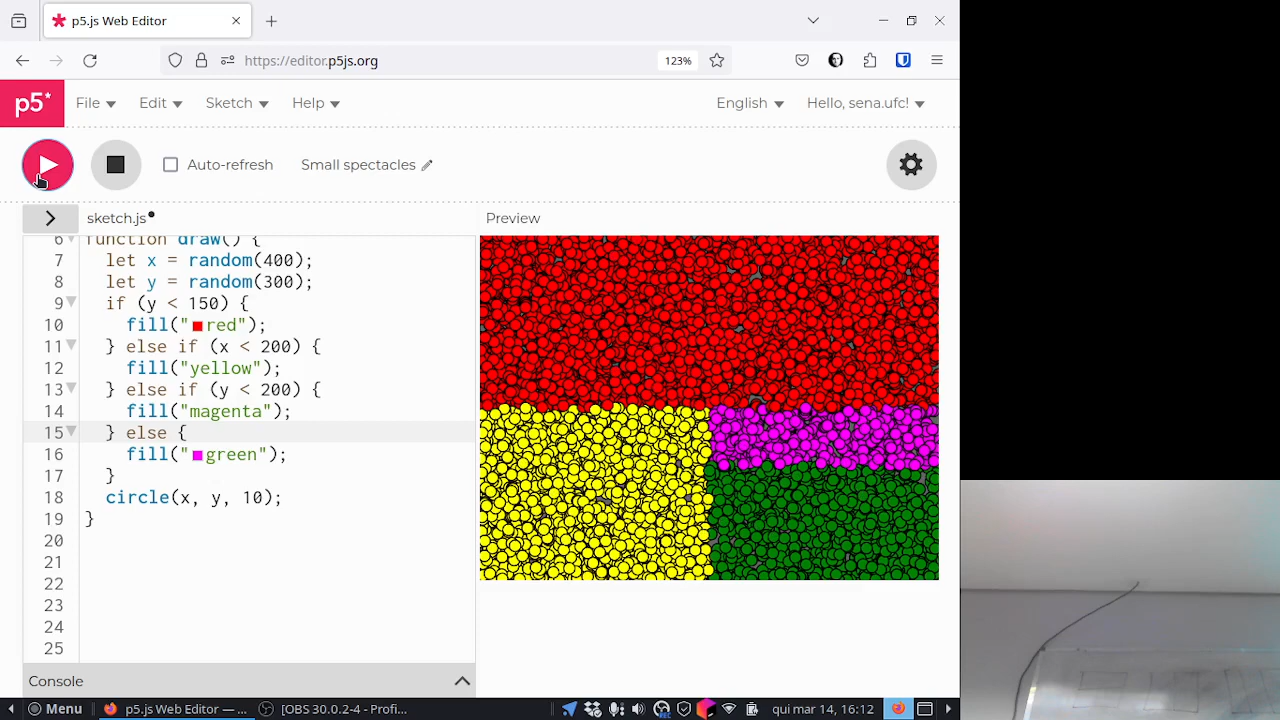 p5.js Web Editor
https://editor.p5js.org
123%
p5*
File
Edit
Sketch
Help
English
Hello, sena.ufc!
Auto-refresh
Small spectacles
sketch.js
Preview
6 function draw() {
7 let x = random(400);
8 let y = random(300);
9 if (y < 150) {
10 fill("red");
11 } else if (x < 200) {
12 fill("yellow");
13 } else if (y < 200) {
14 fill("magenta");
15 } else {
16 fill("green");
17 }
18 circle(x, y, 10);
19 }
20
21
22
23
24
25
Console
Menu
p5.js Web Editor — ...
[OBS 30.0.2-4 - Profi...
REC
qui mar 14, 16:12